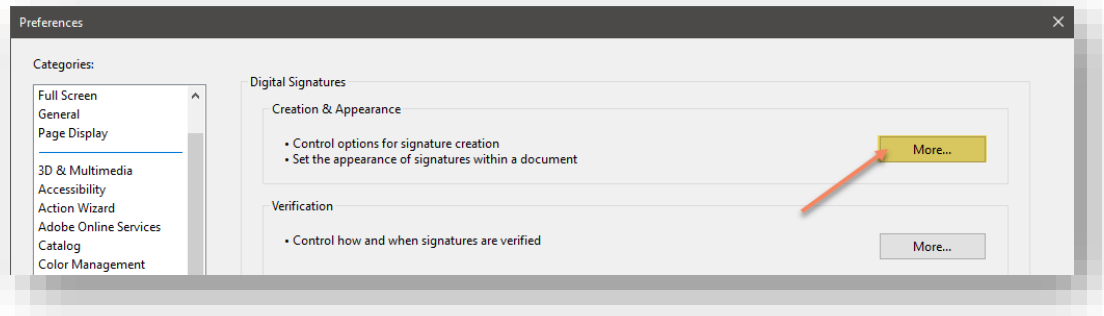 Preferences
Categories:
Full Screen
General
Page Display
3D & Multimedia
Accessibility
Action Wizard
Adobe Online Services
Catalog
Color Management
Digital Signatures
Creation & Appearance
• Control options for signature creation
• Set the appearance of signatures within a document
More...
Verification
• Control how and when signatures are verified
More...